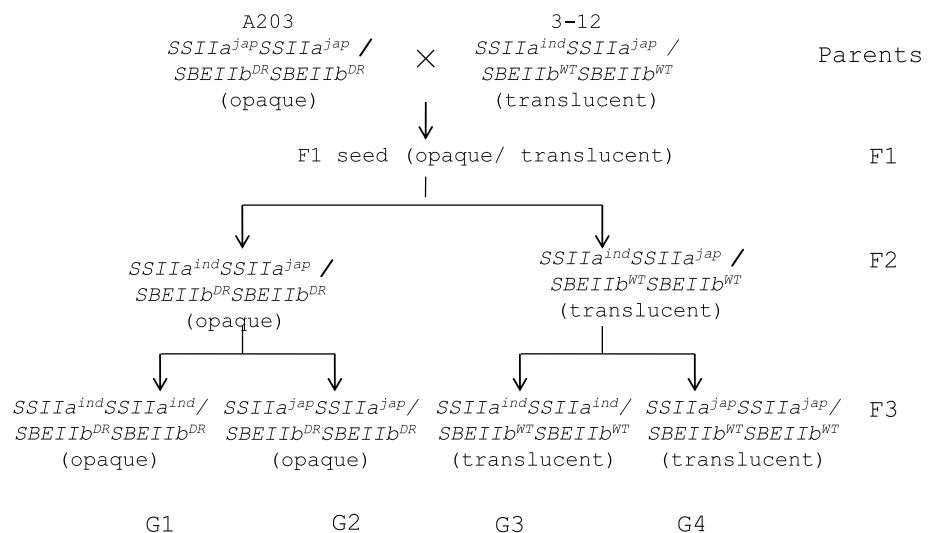 A203
3-12
SSIIa^jap SSIIa^jap /
SSIIa^ind SSIIa^jap /
×
Parents
SBEIIb^DR SBEIIb^DR
SBEIIb^WT SBEIIb^WT
(opaque)
(translucent)
F1 seed (opaque/ translucent)
F1
SSIIa^ind SSIIa^jap /
SBEIIb^DR SBEIIb^DR
(opaque)
SSIIa^ind SSIIa^jap /
SBEIIb^WT SBEIIb^WT
(translucent)
F2
SSIIa^ind SSIIa^ind /
SBEIIb^DR SBEIIb^DR
(opaque)
SSIIa^jap SSIIa^jap /
SBEIIb^DR SBEIIb^DR
(opaque)
SSIIa^ind SSIIa^ind /
SBEIIb^WT SBEIIb^WT
(translucent)
SSIIa^jap SSIIa^jap /
SBEIIb^WT SBEIIb^WT
(translucent)
F3
G1
G2
G3
G4